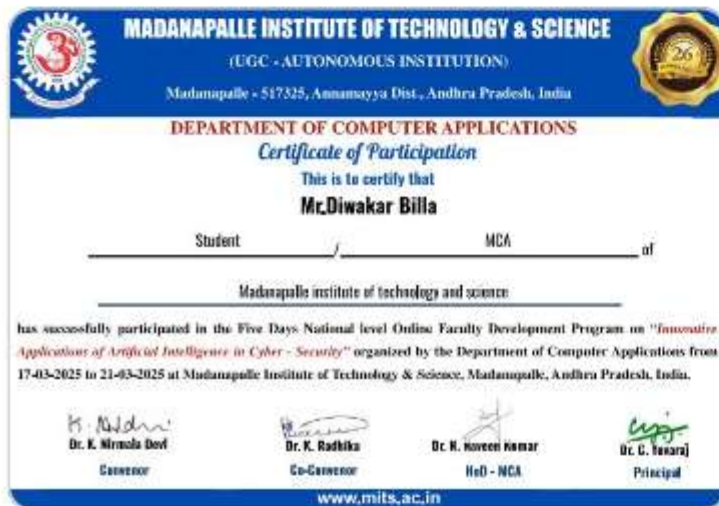 MADANAPALLE INSTITUTE OF TECHNOLOGY & SCIENCE
(UGC - AUTONOMOUS INSTITUTION)
Madanapalle - 517325, Annamayya Dist., Andhra Pradesh, India
26
DEPARTMENT OF COMPUTER APPLICATIONS
Certificate of Participation
This is to certify that
Mr.Diwakar Billa
Student / MCA of
Madanapalle institute of technology and science
has successfully participated in the Five Days National level Online Faculty Development Program on "Innovative
Applications of Artificial Intelligence in Cyber - Security" organized by the Department of Computer Applications from
17-03-2025 to 21-03-2025 at Madanapalle Institute of Technology & Science, Madanapalle, Andhra Pradesh, India.
Dr. K. Nirmala Devi Dr. K. Radhika Dr. N. Naveen Kumar Dr. C. Yuvaraj
Convenor Co-Convenor HoD - MCA Principal
www.mits.ac.in